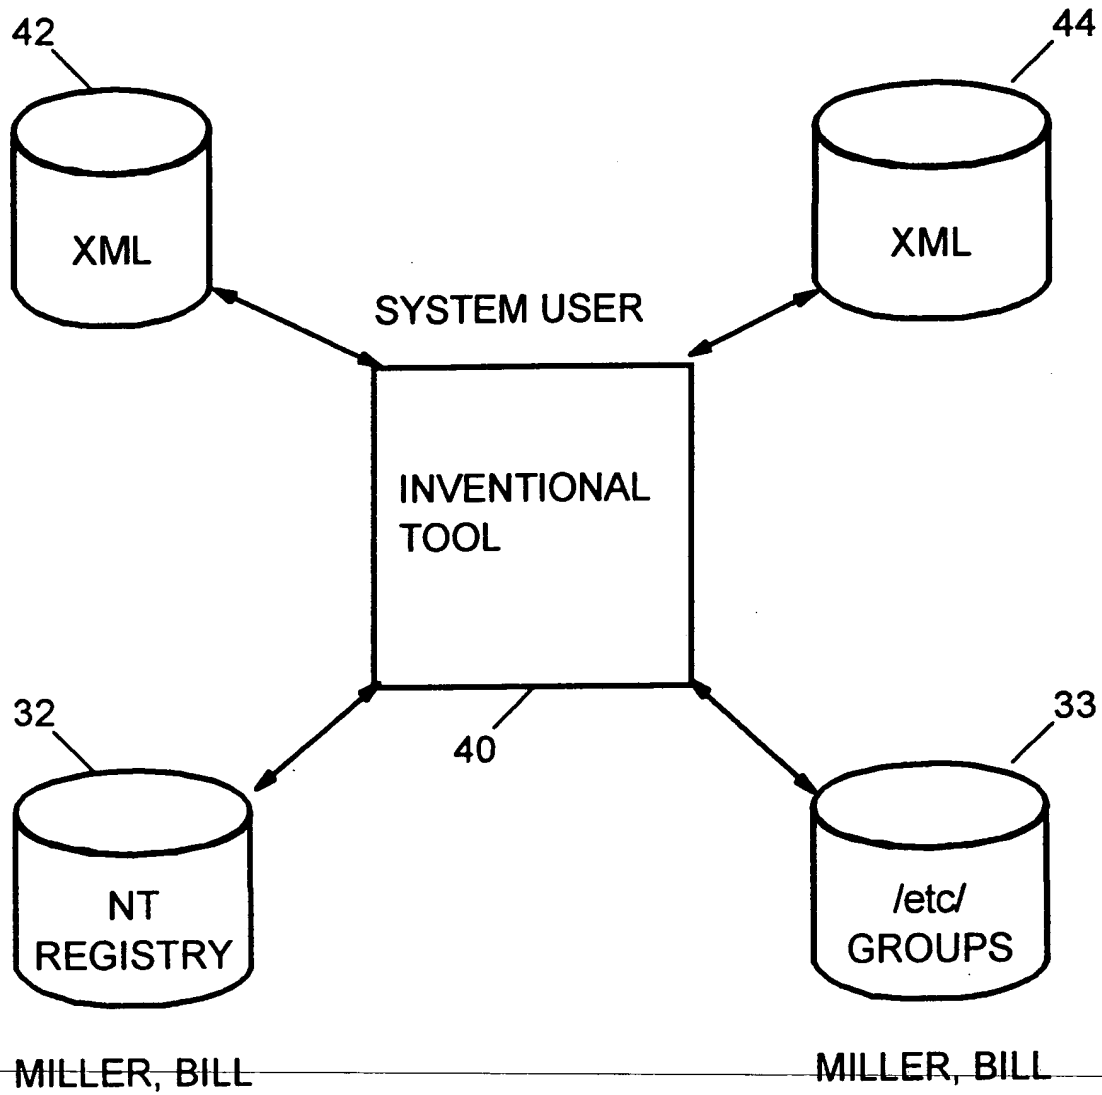 42
44
XML
XML
SYSTEM USER
INVENTIONAL
TOOL
32
33
40
NT
REGISTRY
/etc/
GROUPS
MILLER, BILL
MILLER, BILL